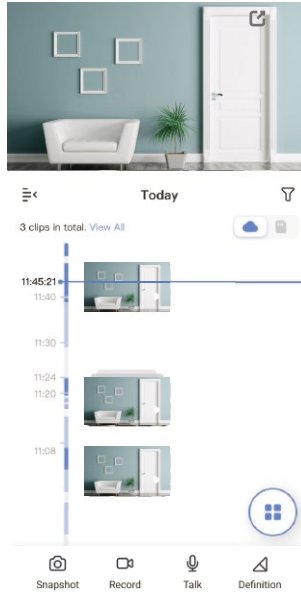 Today
3 clips in total. View All
11:45:21
11:40
11:30
11:24
11:20
11:08
Snapshot Record Talk Definition